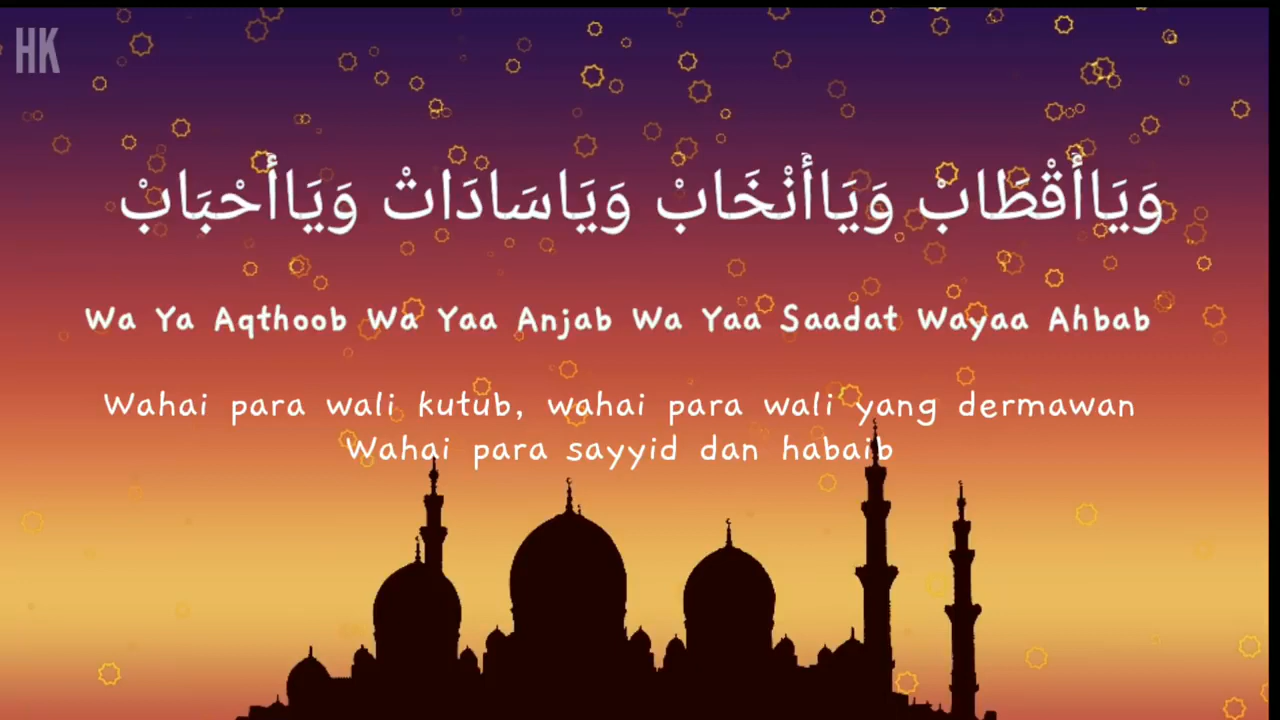 HK
وَيَاأَقْطَابْ وَيَاأَنْخَابْ وَيَاسَادَاتْ وَيَاأَحْبَابْ
Wa Ya Aqthoob Wa Yaa Anjab Wa Yaa Saadat Wayaa Ahbab
Wahai para wali kutub, wahai para wali yang dermawan
Wahai para sayyid dan habaib